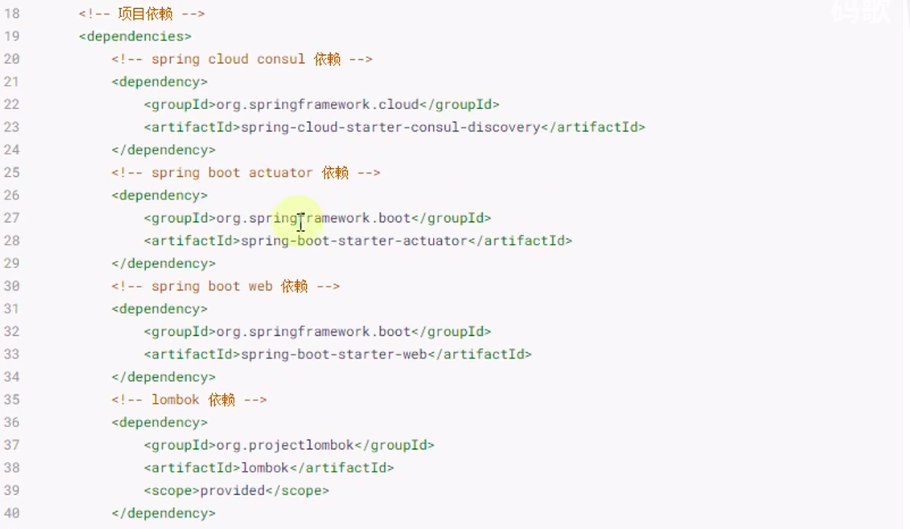 码歌
18 <!-- 项目依赖 -->
19 <dependencies>
20 <!-- spring cloud consul 依赖 -->
21 <dependency>
22 <groupId>org.springframework.cloud</groupId>
23 <artifactId>spring-cloud-starter-consul-discovery</artifactId>
24 </dependency>
25 <!-- spring boot actuator 依赖 -->
26 <dependency>
27 <groupId>org.springframework.boot</groupId>
28 <artifactId>spring-boot-starter-actuator</artifactId>
29 </dependency>
30 <!-- spring boot web 依赖 -->
31 <dependency>
32 <groupId>org.springframework.boot</groupId>
33 <artifactId>spring-boot-starter-web</artifactId>
34 </dependency>
35 <!-- lombok 依赖 -->
36 <dependency>
37 <groupId>org.projectlombok</groupId>
38 <artifactId>lombok</artifactId>
39 <scope>provided</scope>
40 </dependency>